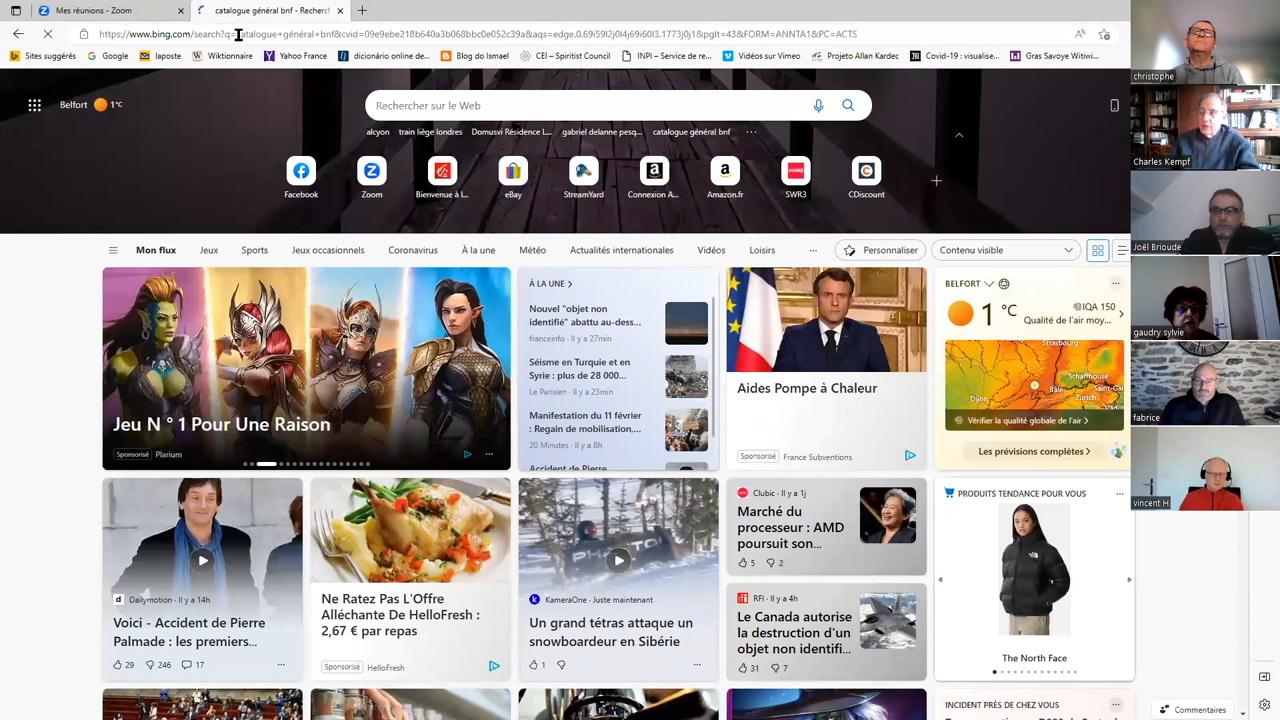 Mes réunions - Zoom
catalogue général bnf - Recherc
https://www.bing.com/search?q=catalogue+général+bnf&cvid=09e9ebe218b640a3b068bbc0e052c39a&aqs=edge.0.69i59l2j0l4j69i60l3.1773j0j1&pglt=43&FORM=ANNTA1&PC=ACTS
Sites suggérés
Google
laposte
Wiktionnaire
Yahoo France
dicionário online de...
Blog do Ismael
CEI – Spiritist Council
INPI – Service de re...
Vidéos sur Vimeo
Projeto Allan Kardec
Covid-19 : visualise...
Gras Savoye Witiwi...
Belfort
1°C
Rechercher sur le Web
alcyon
train liège londres
Domusvi Résidence L...
gabriel delanne pesq...
catalogue général bnf
...
Facebook
Zoom
Bienvenue à l...
eBay
StreamYard
Connexion A...
Amazon.fr
SWR3
CDiscount
Mon flux
Jeux
Sports
Jeux occasionnels
Coronavirus
À la une
Météo
Actualités internationales
Vidéos
Loisirs
...
Personnaliser
Contenu visible
Jeu N ° 1 Pour Une Raison
Sponsorisé
Plarium
À LA UNE
Nouvel "objet non
identifié" abattu au-dess...
franceinfo · Il y a 27min
Séisme en Turquie et en
Syrie : plus de 28 000...
Le Parisien · Il y a 23min
Manifestation du 11 février
: Regain de mobilisation,...
20 Minutes · Il y a 8h
Accident de Pierre
Aides Pompe à Chaleur
Sponsorisé
France Subventions
BELFORT
1 °C
IQA 150
Qualité de l'air moy...
Strasbourg
Schaffhouse
Dijon
Bâle
Zurich
Saint-Gal
Vérifier la qualité globale de l'air
Les prévisions complètes
Dailymotion · Il y a 14h
Voici - Accident de Pierre
Palmade : les premiers...
29
246
17
Ne Ratez Pas L'Offre
Alléchante De HelloFresh :
2,67 € par repas
Sponsorisé
HelloFresh
KameraOne · Juste maintenant
Un grand tétras attaque un
snowboardeur en Sibérie
1
Clubic · Il y a 1j
Marché du
processeur : AMD
poursuit son...
5
2
RFI · Il y a 4h
Le Canada autorise
la destruction d'un
objet non identifi...
31
7
PRODUITS TENDANCE POUR VOUS
The North Face
INCIDENT PRÈS DE CHEZ VOUS
Commentaires
christophe
Charles Kempf
Joël Brioude
gaudry sylvie
fabrice
vincent H